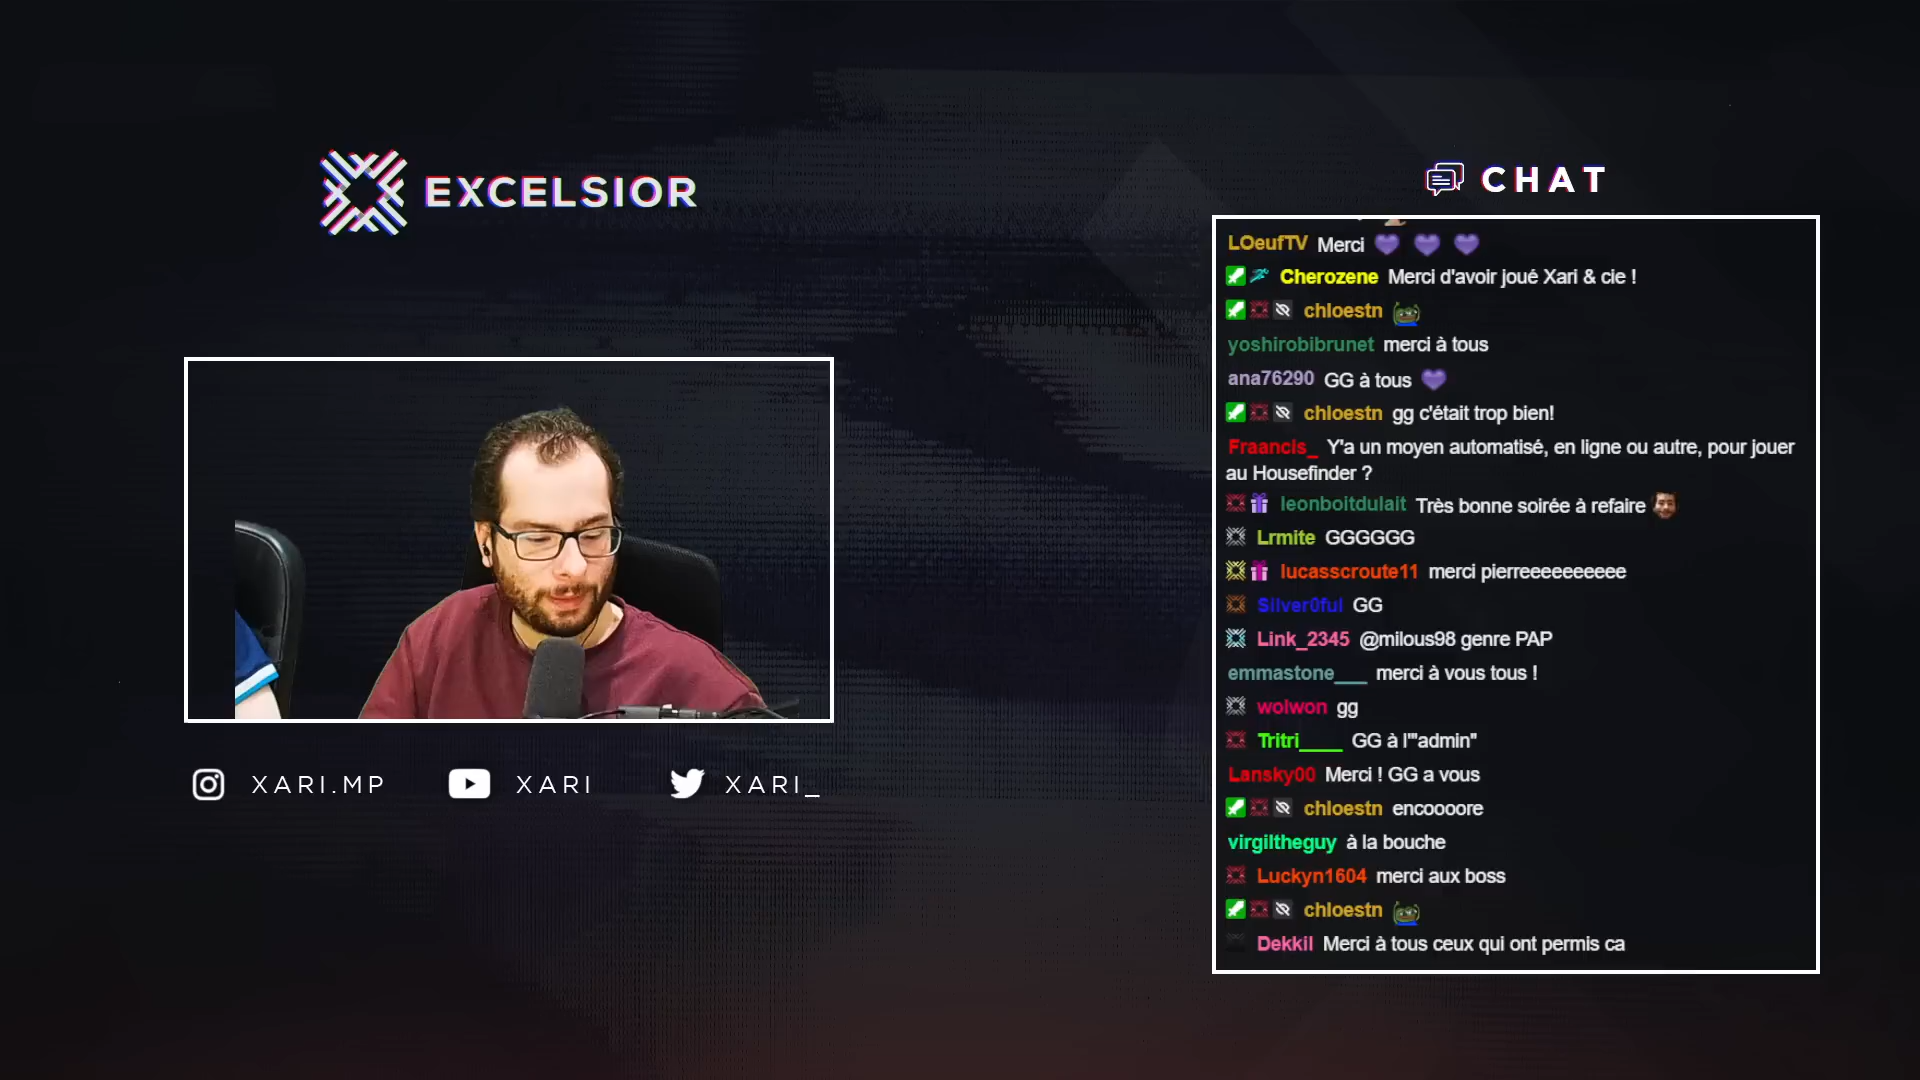 EXCELSIOR
CHAT
LOeufTV Merci
Cherozene Merci d'avoir joué Xari & cie !
chloestn
yoshirobibrunet merci à tous
ana76290 GG à tous
chloestn gg c'était trop bien!
Fraancis_ Y'a un moyen automatisé, en ligne ou autre, pour jouer
au Housefinder ?
leonboitdulait Très bonne soirée à refaire
Lrmite GGGGGG
lucasscroute11 merci pierreeeeeeeeee
Silver0ful GG
Link_2345 @milous98 genre PAP
emmastone___ merci à vous tous !
wolwon gg
Tritri____ GG à l'"admin"
Lansky00 Merci ! GG a vous
chloestn encoooore
virgiltheguy à la bouche
Luckyn1604 merci aux boss
chloestn
Dekkil Merci à tous ceux qui ont permis ca
XARI.MP XARI XARI_